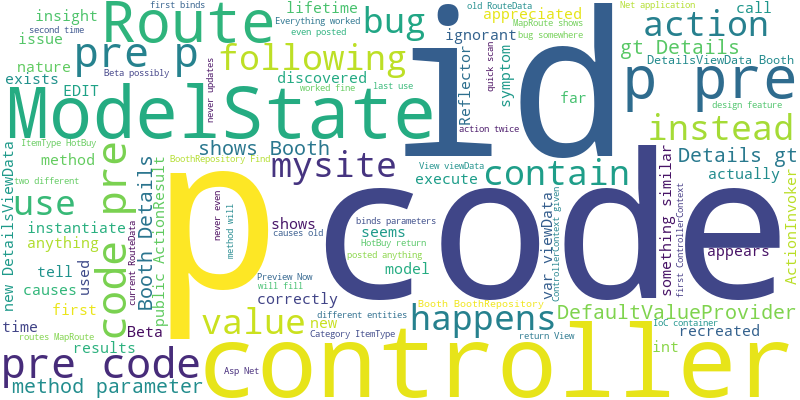 Route
first binds
Everything worked
even posted
lifetime
old RouteData
MapRoute shows
bug somewhere
Net application
insight
second time
appreciated
ignorant
call
bug
action
issue
pre p
following
gt Details
nature
Beta possibly
never updates
Reflector
quick scan
symptom
DetailsViewData Booth
exists
discovered
worked fine
last use
far
p pre
design feature
EDIT
ModelState
id
action twice
instead
ItemType HotBuy
shows Booth
method
BoothRepository Find
View viewData
Details gt
two different
mysite
execute
contain
actually
new DetailsViewData
code pre
Booth Details
public ActionResult
p
code
use
never even
method will
shows
binds parameters
causes old
var viewData
ControllerContext given
something similar
first ControllerContext
appears
ActionInvoker
instantiate
anything
current RouteData
seems
HotBuy return
posted anything
tell
used
model
causes
Preview Now
will fill
correctly
Booth BoothRepository
DefaultValueProvider
first
time
Beta
value
new
different entities
happens
IoC container
routes MapRoute
results
Category ItemType
return View
int
recreated
pre code
Asp Net
controller
method parameter